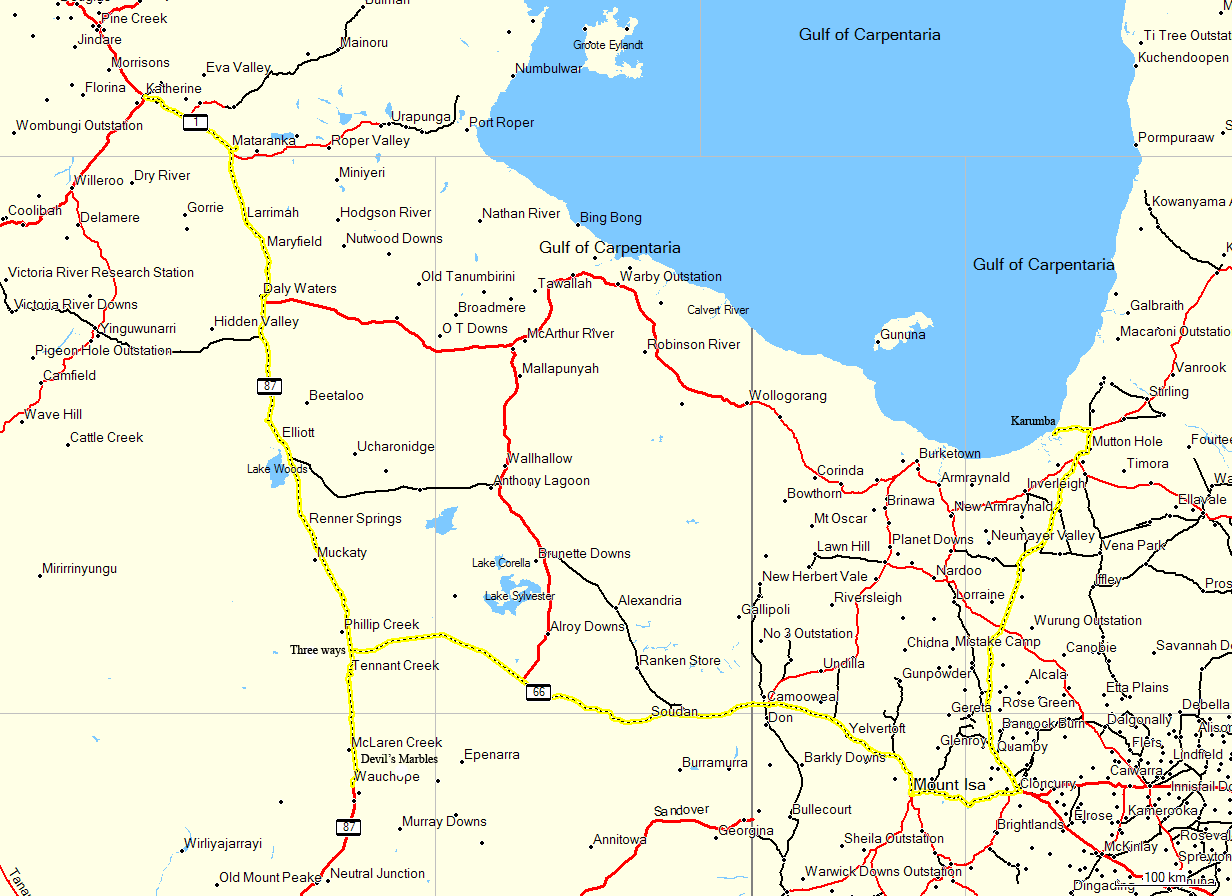 Pine Creek
Bulman
Jindare
Mainoru
Gulf of Carpentaria
Groote Eylandt
Ti Tree Outstat
Morrisons
Kuchendoopen
Eva Valley
Numbulwar
Florina
Katherine
1
Urapunga
Port Roper
Wombungi Outstation
Mataranka
Roper Valley
Pormpuraaw
Willeroo
Dry River
Miniyeri
Coolibah
Gorrie
Larrimah
Hodgson River
Nathan River
Bing Bong
Kowanyama A
Delamere
Maryfield
Nutwood Downs
Gulf of Carpentaria
Gulf of Carpentaria
Victoria River Research Station
Old Tanumbirini
Tawallah
Warby Outstation
Daly Waters
Victoria River Downs
Broadmere
Calvert River
Galbraith
Yinguwunarri
Hidden Valley
O T Downs
McArthur River
Gununa
Macaroni Outstatio
Pigeon Hole Outstation
Robinson River
Camfield
Mallapunyah
Vanrook
87
Beetaloo
Wollogorang
Stirling
Wave Hill
Karumba
Cattle Creek
Elliott
Mutton Hole
Fourtee
Ucharonidge
Burketown
Lake Woods
Wallhallow
Corinda
Timora
Anthony Lagoon
Armraynald
Inverleigh
Bowthorn
Brinawa
New Armraynald
Ellavale
Renner Springs
Mt Oscar
Muckaty
Planet Downs
Neumayer Valley
Vena Park
Lawn Hill
Brunette Downs
Lake Corella
Mirirrinyungu
New Herbert Vale
Nardoo
Iffley
Pros
Lake Sylvester
Alexandria
Riversleigh
Lorraine
Gallipoli
Phillip Creek
Alroy Downs
Wurung Outstation
No 3 Outstation
Chidna
Mistake Camp
Three ways
Canobie
Savannah Do
Tennant Creek
Ranken Store
Undilla
Gunpowder
Alcala
66
Camooweal
Etta Plains
Soudan
Gereta
Rose Green
Debella
Don
Bannock Burn
Dalgonally
Yelvertoft
Alison
McLaren Creek
Glenroy
Quamby
Flers
Lindfield
Devil's Marbles
Epenarra
Burramurra
Barkly Downs
Caiwarra
Wauchope
Mount Isa
Cloncurry
Innisfail Do
Bullecourt
Sandover
Elrose
Kamerooka
Murray Downs
Brightlands
87
Annitowa
Georgina
Sheila Outstation
Wirliyajarrayi
McKinlay
Neutral Junction
Warwick Downs Outstation
Old Mount Peake
100 km
Dingading